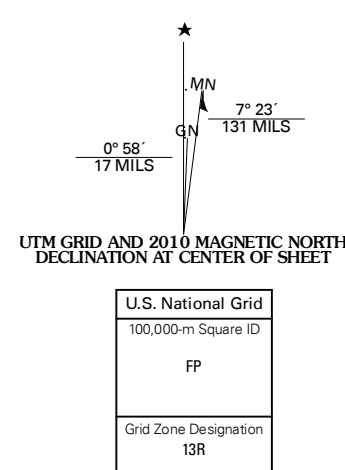 MN
7° 23´
131 MILS
GN
0° 58´
17 MILS
UTM GRID AND 2010 MAGNETIC NORTH
DECLINATION AT CENTER OF SHEET
U.S. National Grid
100,000-m Square ID
FP
Grid Zone Designation
13R